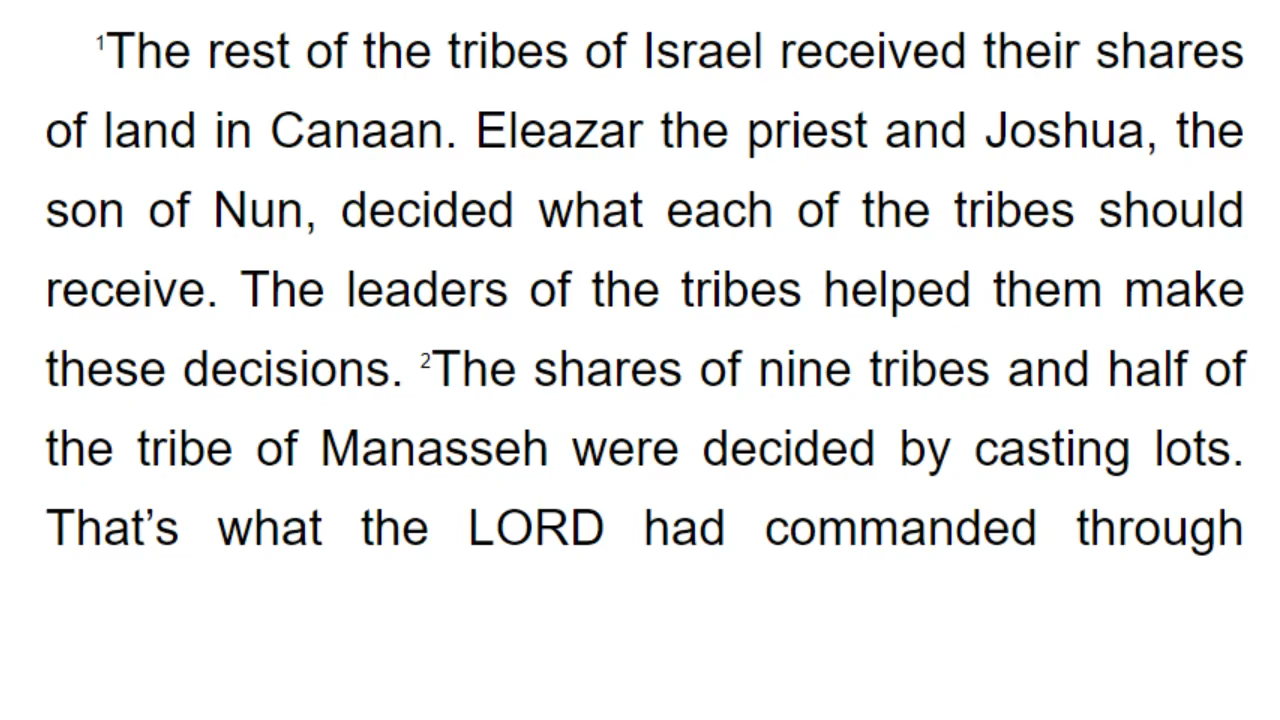 ¹The rest of the tribes of Israel received their shares
of land in Canaan. Eleazar the priest and Joshua, the
son of Nun, decided what each of the tribes should
receive. The leaders of the tribes helped them make
these decisions. ²The shares of nine tribes and half of
the tribe of Manasseh were decided by casting lots.
That’s what the LORD had commanded through